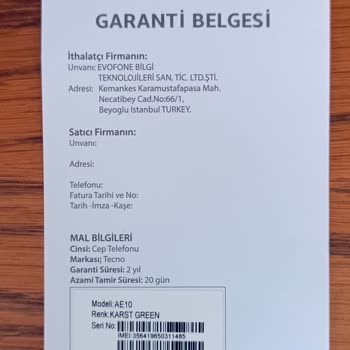 GARANTİ BELGESİ
İthalatçı Firmanın:
Unvanı: EVOFONE BİLGİ
TEKNOLOJİLERİ SAN. TİC. LTD.ŞTİ.
Adresi: Kemankes Karamustafapasa Mah.
Necatibey Cad.No:66/1,
Beyoglu Istanbul TURKEY.
Satıcı Firmanın:
Unvanı:
Adresi:
Telefonu:
Fatura Tarihi ve No:
Tarih -İmza -Kaşe:
MAL BİLGİLERİ
Cinsi: Cep Telefonu
Markası; Tecno
Garanti Süresi: 2 yıl
Azami Tamir Süresi: 20 gün
Modeli: AE10
Renk:KARST GREEN
Seri No:
IMEI :356419650311485